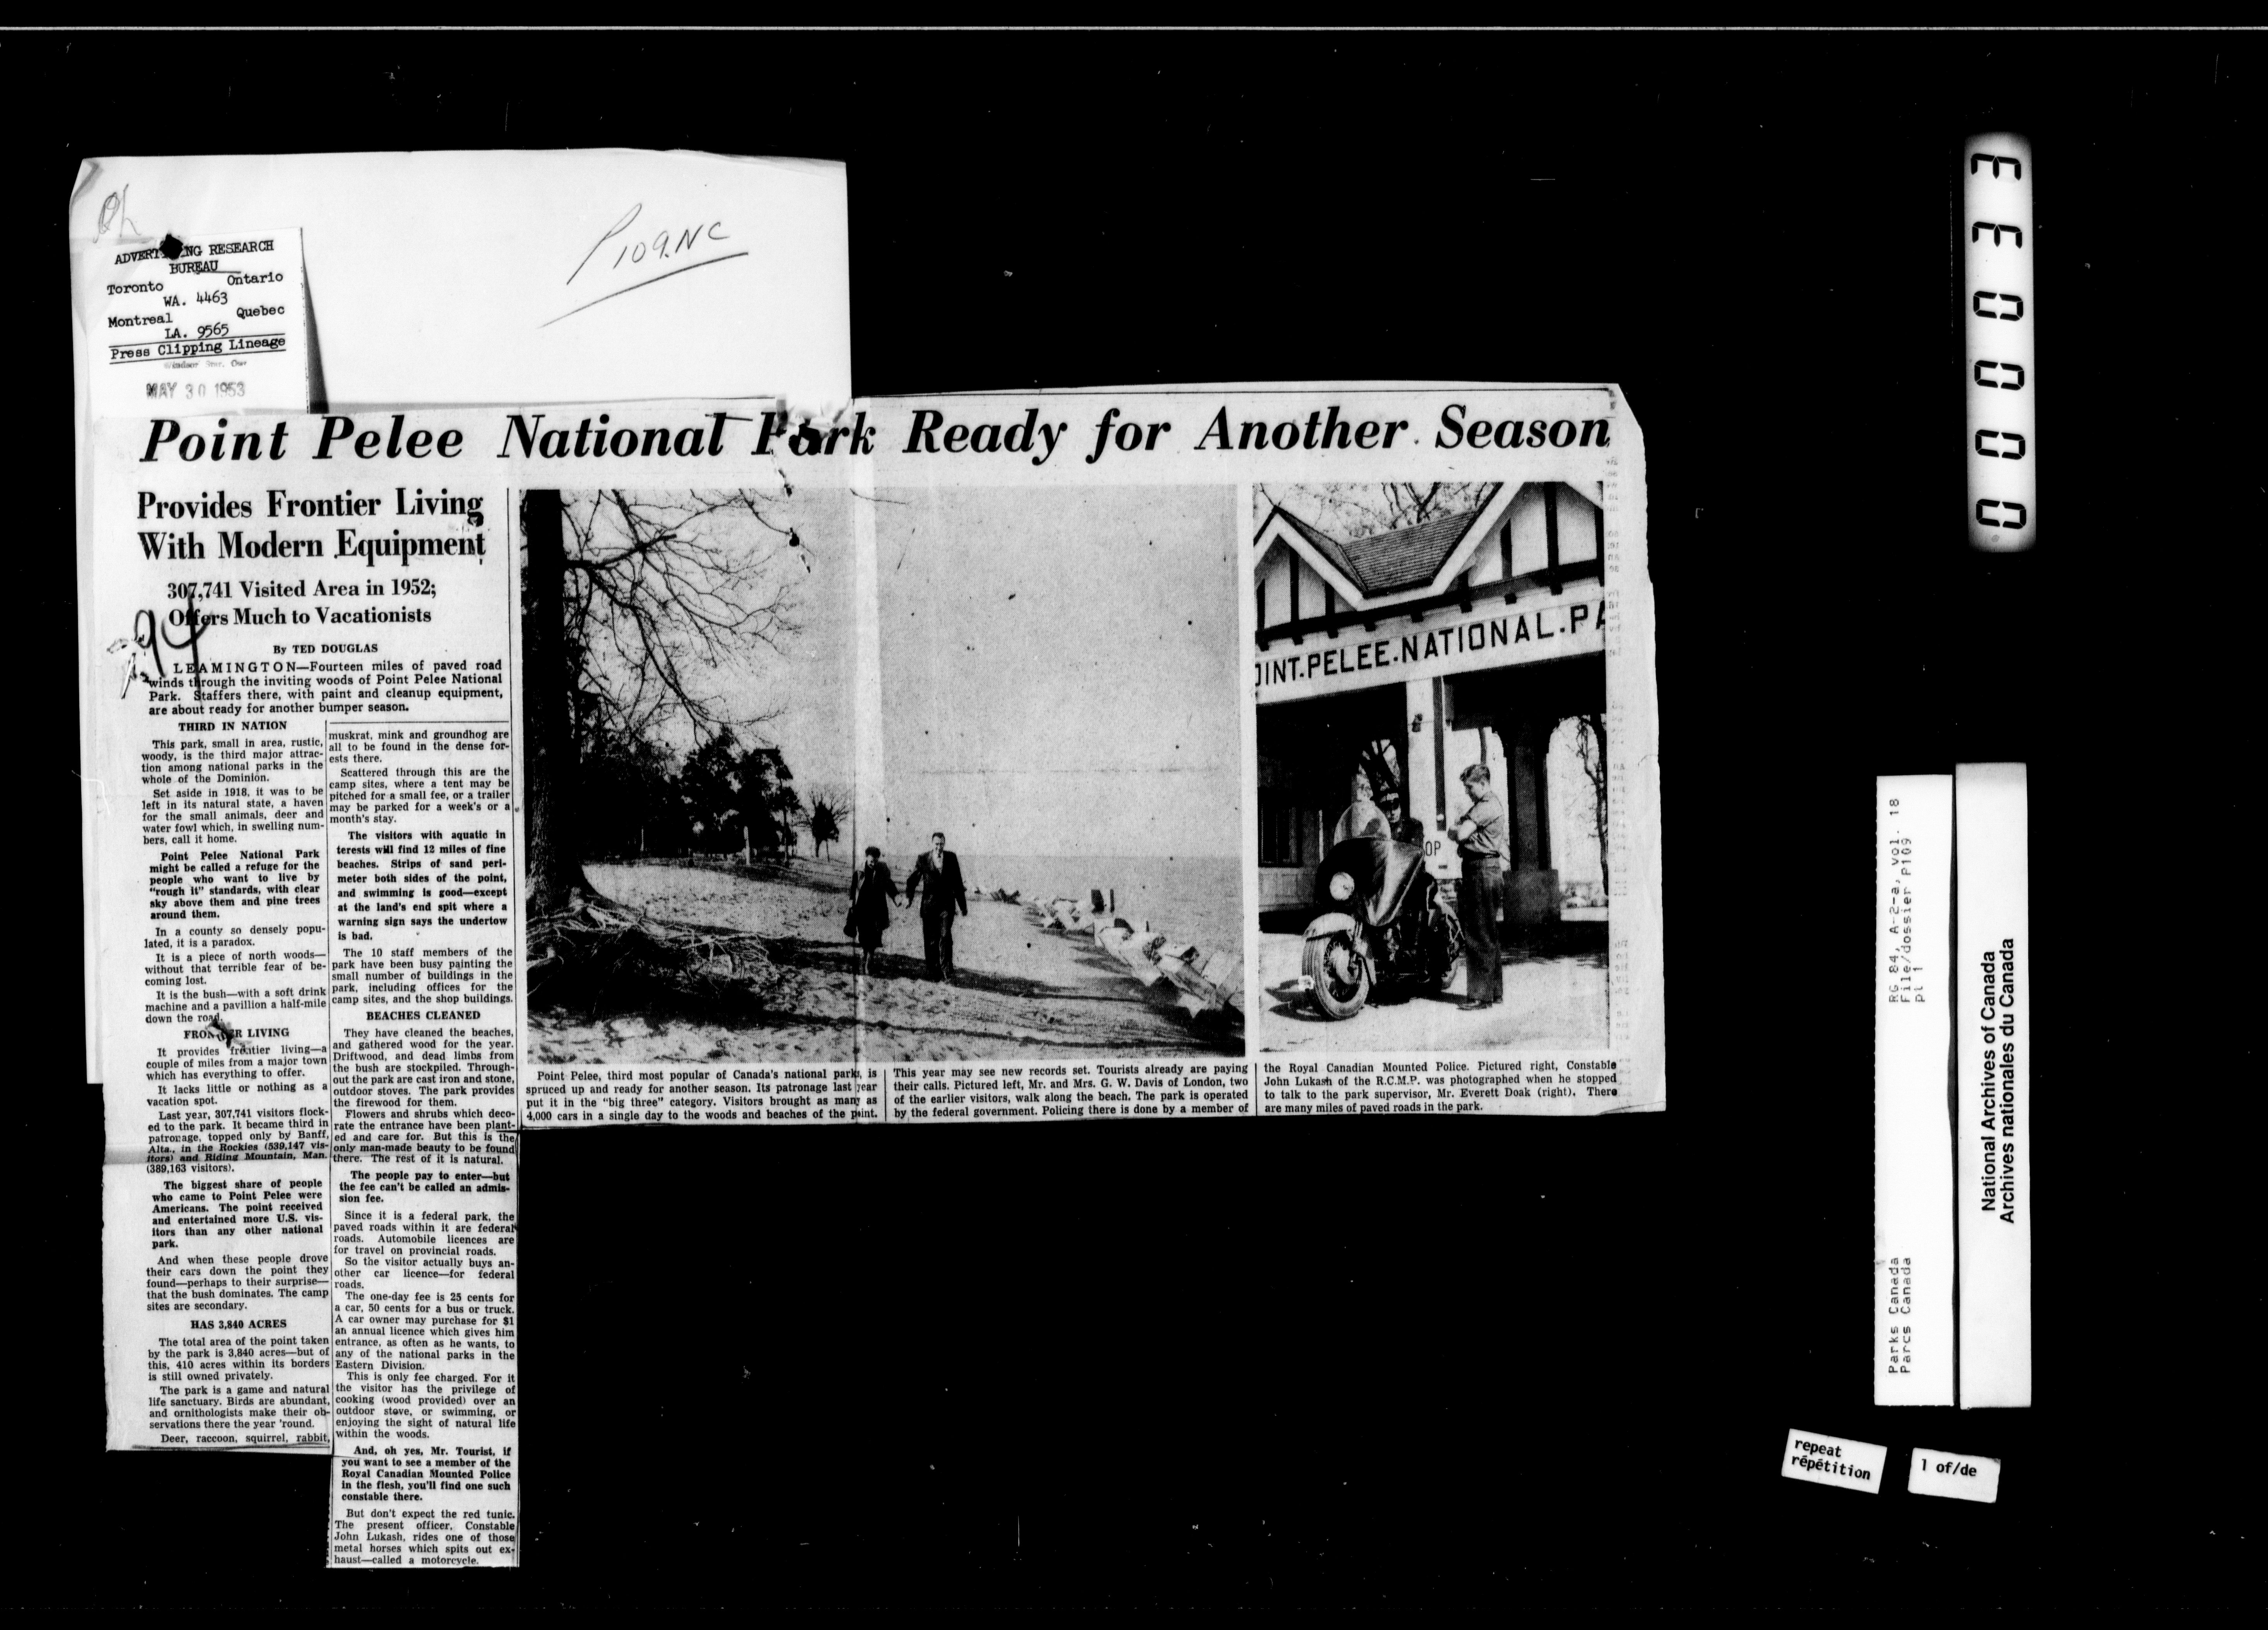 P109.NC
ADVERT NG RESEARCH
BUREAU
Toronto Ontario
WA. 4463
Montreal Quebec
LA. 9565
Press Clipping Lineage
Windsor Star, Ont
MAY 30 1953
Point Pelee National Park Ready for Another Season
Provides Frontier Living
With Modern Equipment
307,741 Visited Area in 1952;
Offers Much to Vacationists
94
By TED DOUGLAS
LEAMINGTON—Fourteen miles of paved road
winds through the inviting woods of Point Pelee National
Park. Staffers there, with paint and cleanup equipment,
are about ready for another bumper season.
THIRD IN NATION
This park, small in area, rustic,
woody, is the third major attrac-
tion among national parks in the
whole of the Dominion.
Set aside in 1918, it was to be
left in its natural state, a haven
for the small animals, deer and
water fowl which, in swelling num-
bers, call it home.
Point Pelee National Park
might be called a refuge for the
people who want to live by
"rough it" standards, with clear
sky above them and pine trees
around them.
In a county so densely popu-
lated, it is a paradox.
It is a piece of north woods—
without that terrible fear of be-
coming lost.
It is the bush—with a soft drink
machine and a pavillion a half-mile
down the road.
FRONTIER LIVING
It provides frontier living—a
couple of miles from a major town
which has everything to offer.
It lacks little or nothing as a
vacation spot.
Last year, 307,741 visitors flock-
ed to the park. It became third in
patronage, topped only by Banff,
Alta., in the Rockies (539,147 vis-
itors) and Riding Mountain, Man.
(389,163 visitors).
The biggest share of people
who came to Point Pelee were
Americans. The point received
and entertained more U.S. vis-
itors than any other national
park.
And when these people drove
their cars down the point they
found—perhaps to their surprise—
that the bush dominates. The camp
sites are secondary.
HAS 3,840 ACRES
The total area of the point taken
by the park is 3,840 acres—but of
this, 410 acres within its borders
is still owned privately.
The park is a game and natural
life sanctuary. Birds are abundant,
and ornithologists make their ob-
servations there the year 'round.
Deer, raccoon, squirrel, rabbit,
muskrat, mink and groundhog are
all to be found in the dense for-
ests there.
Scattered through this are the
camp sites, where a tent may be
pitched for a small fee, or a trailer
may be parked for a week's or a
month's stay.
The visitors with aquatic in
terests will find 12 miles of fine
beaches. Strips of sand peri-
meter both sides of the point,
and swimming is good—except
at the land's end spit where a
warning sign says the undertow
is bad.
The 10 staff members of the
park have been busy painting the
small number of buildings in the
park, including offices for the
camp sites, and the shop buildings.
BEACHES CLEANED
They have cleaned the beaches,
and gathered wood for the year.
Driftwood, and dead limbs from
the bush are stockpiled. Through-
out the park are cast iron and stone,
outdoor stoves. The park provides
the firewood for them.
Flowers and shrubs which deco-
rate the entrance have been plant-
ed and care for. But this is the
only man-made beauty to be found
there. The rest of it is natural.
The people pay to enter—but
the fee can't be called an admis-
sion fee.
Since it is a federal park, the
paved roads within it are federal
roads. Automobile licences are
for travel on provincial roads.
So the visitor actually buys an-
other car licence—for federal
roads.
The one-day fee is 25 cents for
a car, 50 cents for a bus or truck.
A car owner may purchase for $1
an annual licence which gives him
entrance, as often as he wants, to
any of the national parks in the
Eastern Division.
This is only fee charged. For it
the visitor has the privilege of
cooking (wood provided) over an
outdoor stove, or swimming, or
enjoying the sight of natural life
within the woods.
And, oh yes, Mr. Tourist, if
you want to see a member of the
Royal Canadian Mounted Police
in the flesh, you'll find one such
constable there.
But don't expect the red tunic.
The present officer, Constable
John Lukash, rides one of those
metal horses which spits out ex-
haust—called a motorcycle.
OINT.PELEE.NATIONAL.PA
OP
Point Pelee, third most popular of Canada's national parks, is
spruced up and ready for another season. Its patronage last year
put it in the "big three" category. Visitors brought as many as
4,000 cars in a single day to the woods and beaches of the point.
This year may see new records set. Tourists already are paying
their calls. Pictured left, Mr. and Mrs. G. W. Davis of London, two
of the earlier visitors, walk along the beach. The park is operated
by the federal government. Policing there is done by a member of
the Royal Canadian Mounted Police. Pictured right, Constable
John Lukash of the R.C.M.P. was photographed when he stopped
to talk to the park supervisor, Mr. Everett Doak (right). There
are many miles of paved roads in the park.
000033
Parks Canada RG 84, A-2-a, vol. 18
Parcs Canada File/dossier P109
pt 1
National Archives of Canada
Archives nationales du Canada
repeat
répétition
1 of/de